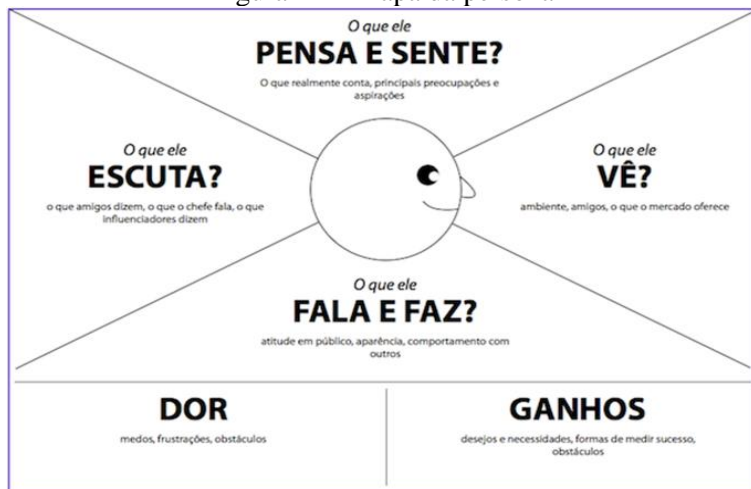 O que ele
PENSA E SENTE?
O que realmente conta, principais preocupações e
aspirações
O que ele
ESCUTA?
o que amigos dizem, o que o chefe fala, o que
influenciadores dizem
O que ele
VÊ?
ambiente, amigos, o que o mercado oferece
O que ele
FALA E FAZ?
atitude em público, aparência, comportamento com
outros
DOR
medos, frustrações, obstáculos
GANHOS
desejos e necessidades, formas de medir sucesso,
obstáculos